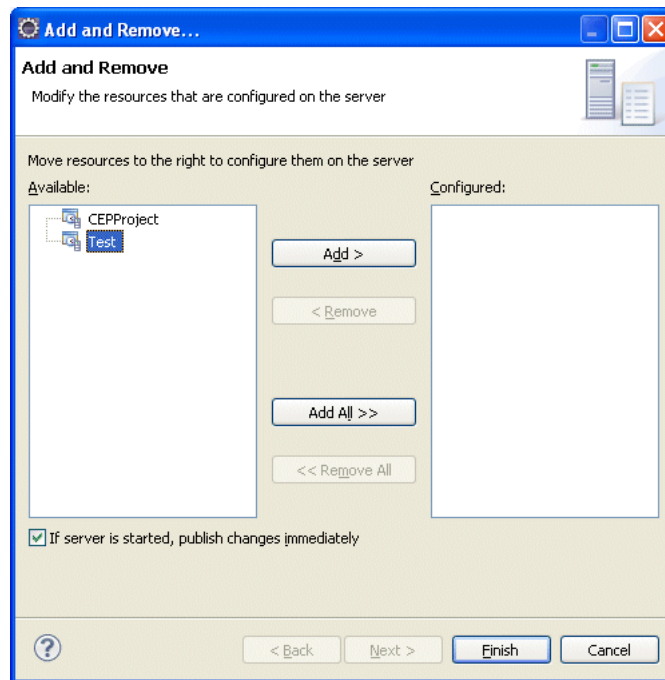 Add and Remove...
Add and Remove
Modify the resources that are configured on the server
Move resources to the right to configure them on the server
Available:
Configured:
CEPProject
Test
Add >
< Remove
Add All >>
<< Remove All
If server is started, publish changes immediately
?
< Back
Next >
Finish
Cancel